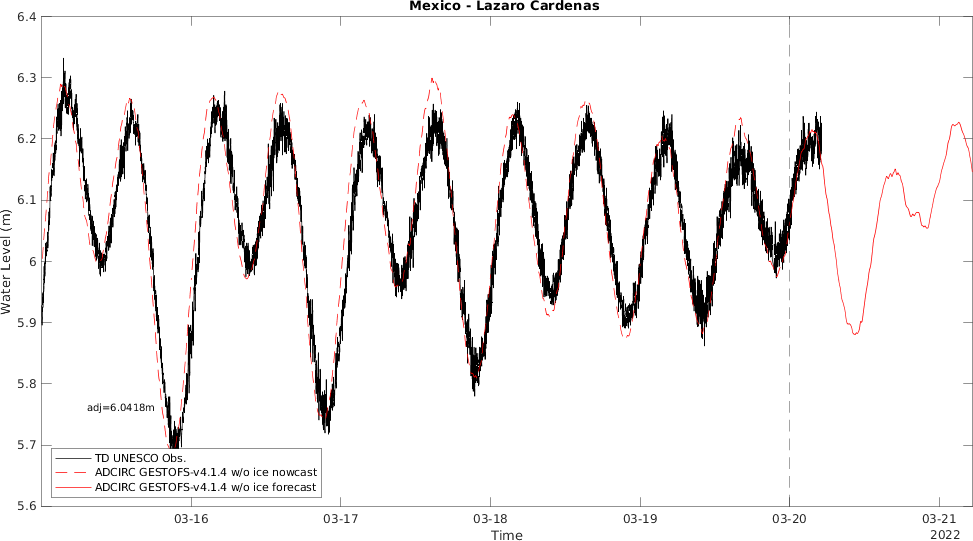 Mexico - Lazaro Cardenas
6.4
6.3
6.2
6.1
6
5.9
5.8
5.7
5.6
Water Level (m)
adj=6.0418m
TD UNESCO Obs.
ADCIRC GESTOFS-v4.1.4 w/o ice nowcast
ADCIRC GESTOFS-v4.1.4 w/o ice forecast
03-16 03-17 03-18 03-19 03-20 03-21
Time
2022